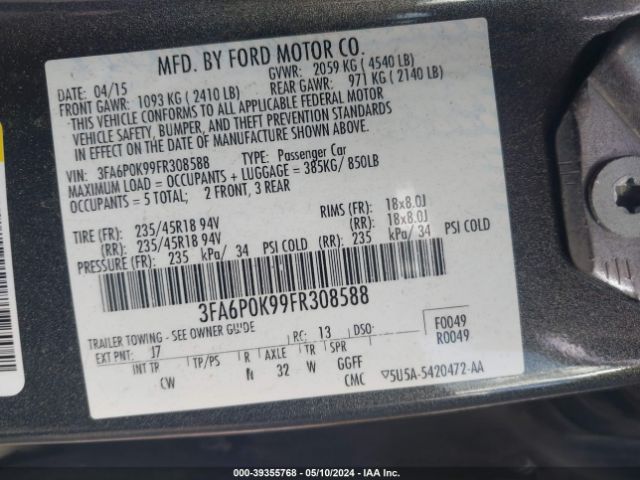 MFD. BY FORD MOTOR CO.
DATE: 04/15 GVWR: 2059 KG ( 4540 LB)
FRONT GAWR: 1093 KG ( 2410 LB) REAR GAWR: 971 KG ( 2140 LB)
THIS VEHICLE CONFORMS TO ALL APPLICABLE FEDERAL MOTOR
VEHICLE SAFETY, BUMPER, AND THEFT PREVENTION STANDARDS
IN EFFECT ON THE DATE OF MANUFACTURE SHOWN ABOVE.
VIN: 3FA6P0K99FR308588 TYPE: Passenger Car
MAXIMUM LOAD = OCCUPANTS + LUGGAGE = 385KG/ 850LB
OCCUPANTS = 5 TOTAL; 2 FRONT, 3 REAR
TIRE (FR): 235/45R18 94V RIMS (FR): 18x8.0J
(RR): 235/45R18 94V (RR): 18x8.0J
PRESSURE (FR): 235 kPa/ 34 PSI COLD (RR): 235 kPa/ 34 PSI COLD
3FA6P0K99FR308588
TRAILER TOWING - SEE OWNER GUIDE
EXT PNT: J7 RC: 13 DSO: F0049
R0049
INT TP TP/PS R AXLE TR SPR
CW N 32 W GGFF
CMC ▽5U5A-5420472-AA
000-39355768 - 05/10/2024 - IAA Inc.